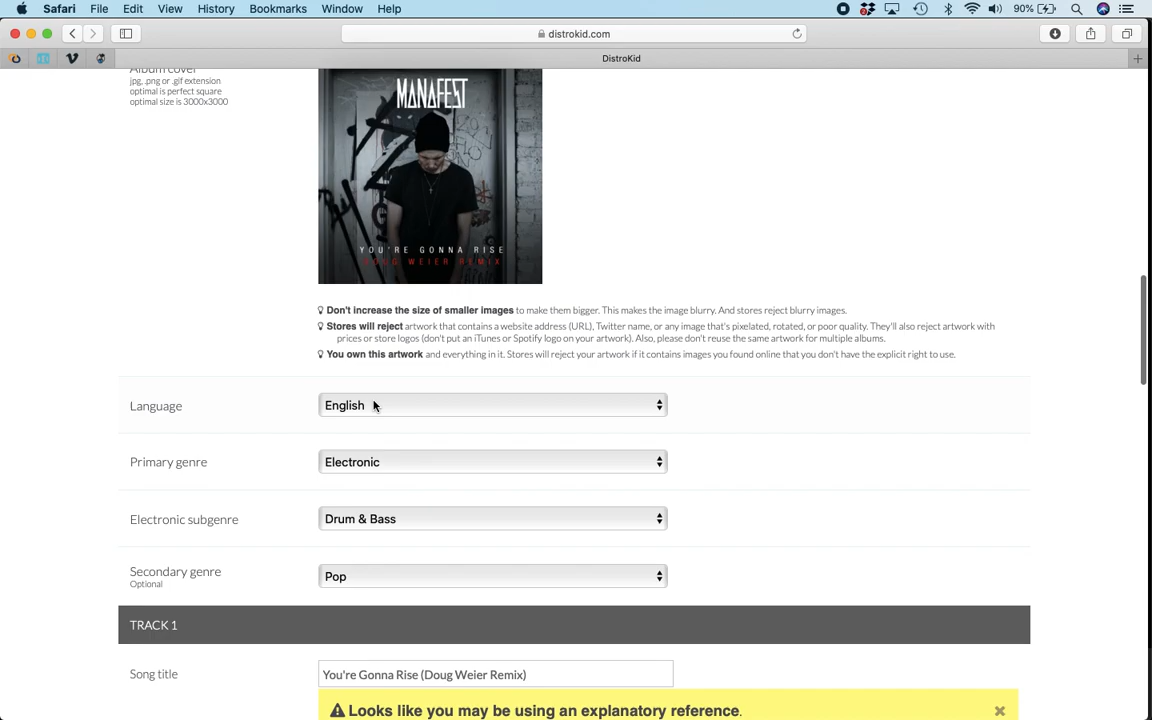 Safari File Edit View History Bookmarks Window Help 90%
distrokid.com
DistroKid
Album cover
jpg, .png or .gif extension
optimal is perfect square
optimal size is 3000x3000
MANAFEST
YOU'RE GONNA RISE
DOUG WEIER REMIX
Don't increase the size of smaller images to make them bigger. This makes the image blurry. And stores reject blurry images.
Stores will reject artwork that contains a website address (URL), Twitter name, or any image that's pixelated, rotated, or poor quality. They'll also reject artwork with
prices or store logos (don't put an iTunes or Spotify logo on your artwork). Also, please don't reuse the same artwork for multiple albums.
You own this artwork and everything in it. Stores will reject your artwork if it contains images you found online that you don't have the explicit right to use.
Language English
Primary genre Electronic
Electronic subgenre Drum & Bass
Secondary genre Pop
Optional
TRACK 1
Song title You're Gonna Rise (Doug Weier Remix)
Looks like you may be using an explanatory reference.